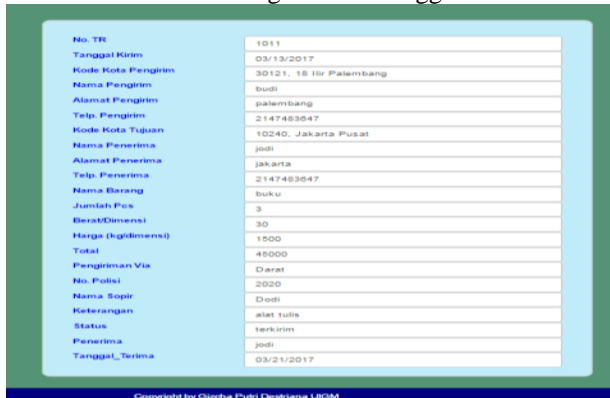 No. TR 1011
Tanggal Kirim 03/13/2017
Kode Kota Pengirim 30121, 18 Ilir Palembang
Nama Pengirim budi
Alamat Pengirim palembang
Telp. Pengirim 2147483647
Kode Kota Tujuan 10240, Jakarta Pusat
Nama Penerima jodi
Alamat Penerima jakarta
Telp. Penerima 2147483647
Nama Barang buku
Jumlah Pcs 3
Berat/Dimensi 30
Harga (kg/dimensi) 1500
Total 45000
Pengiriman Via Darat
No. Polisi 2020
Nama Sopir Dodi
Keterangan alat tulis
Status terkirim
Penerima jodi
Tanggal_Terima 03/21/2017
Copyright by Putri Destriana UIGM